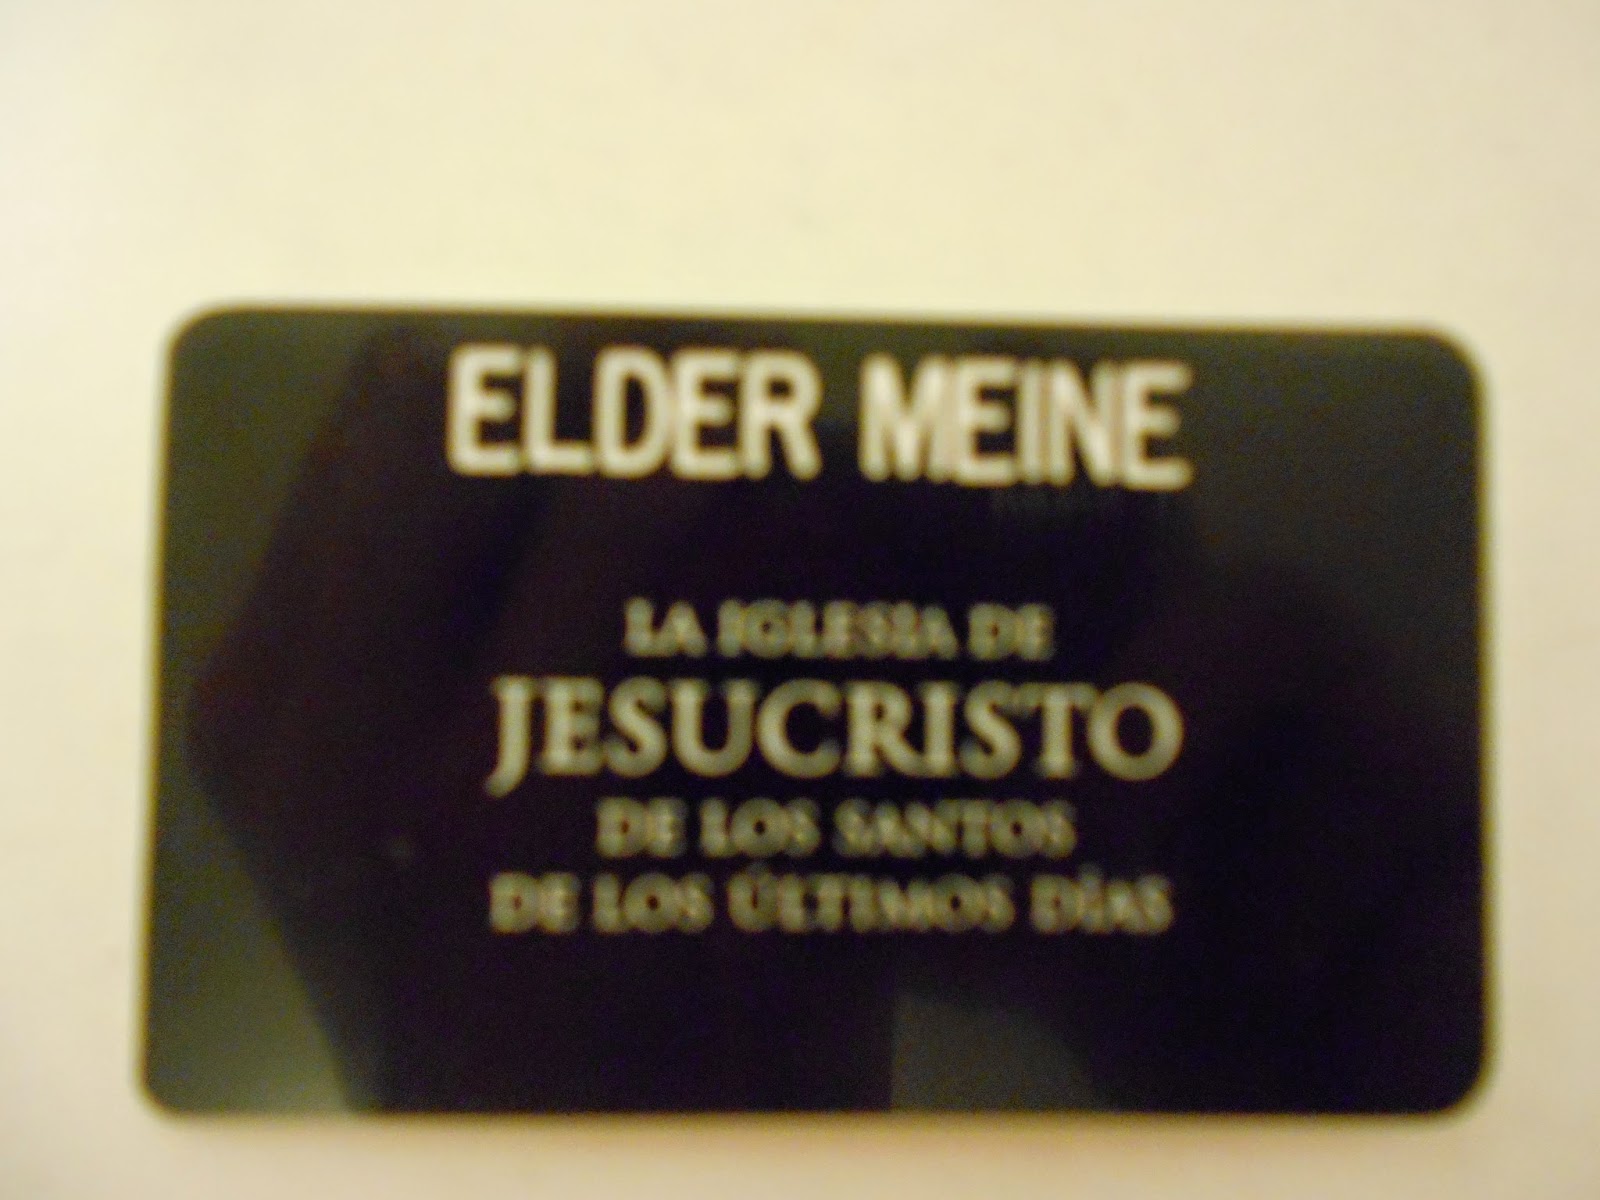 ELDER MEINE
LA IGLESIA DE
JESUCRISTO
DE LOS SANTOS
DE LOS ÚLTIMOS DÍAS